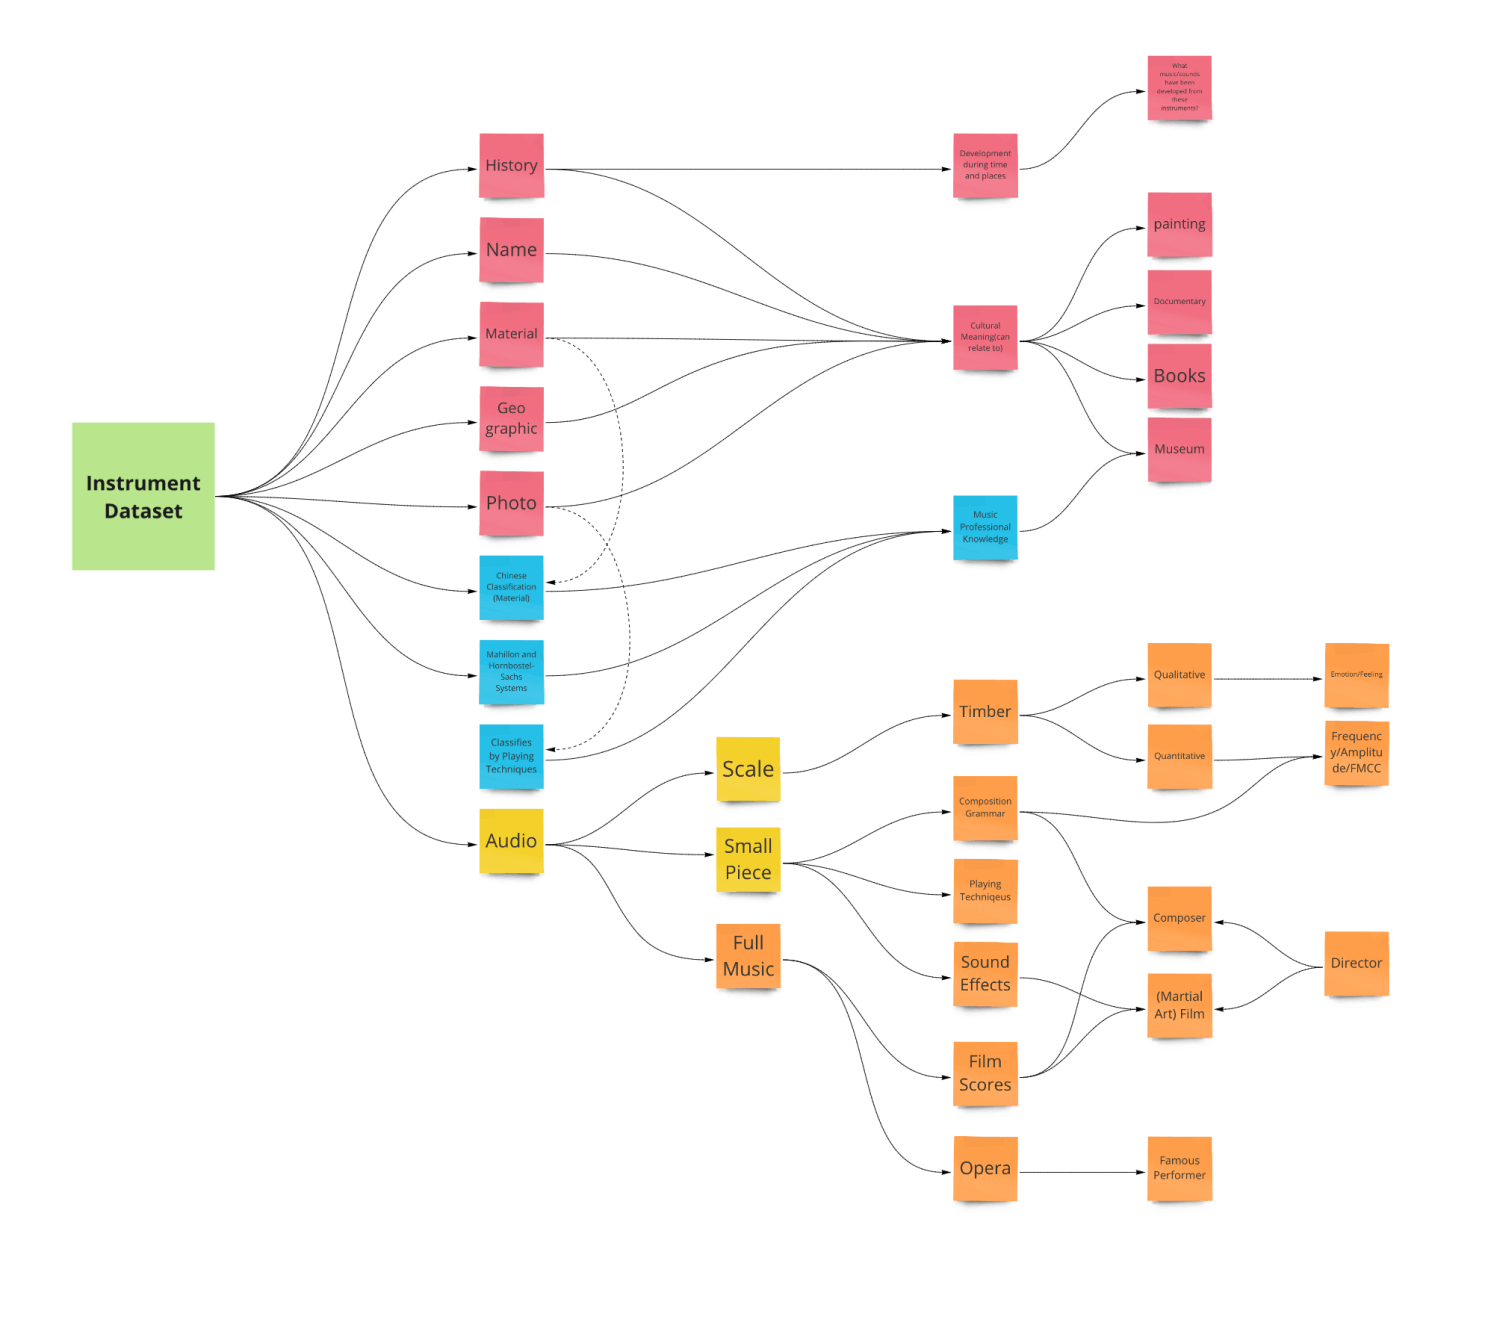 What
music/sounds
have been
developed from
these
instruments?
History
Development
during time
and places
Name
painting
Material
Cultural
Meaning(can
relate to)
Documentary
Geo
graphic
Books
Museum
Photo
Music
Professional
Knowledge
Instrument
Dataset
Chinese
Classification
(Material)
Mahillon and
Hornbostel-
Sachs
Systems
Classifies
by Playing
Techniques
Audio
Scale
Small
Piece
Full
Music
Timber
Composition
Grammar
Playing
Techniqeus
Sound
Effects
Film
Scores
Opera
Qualitative
Quantitative
Emotion/Feeling
Frequenc
y/Amplitu
de/FMCC
Composer
(Martial
Art) Film
Director
Famous
Performer